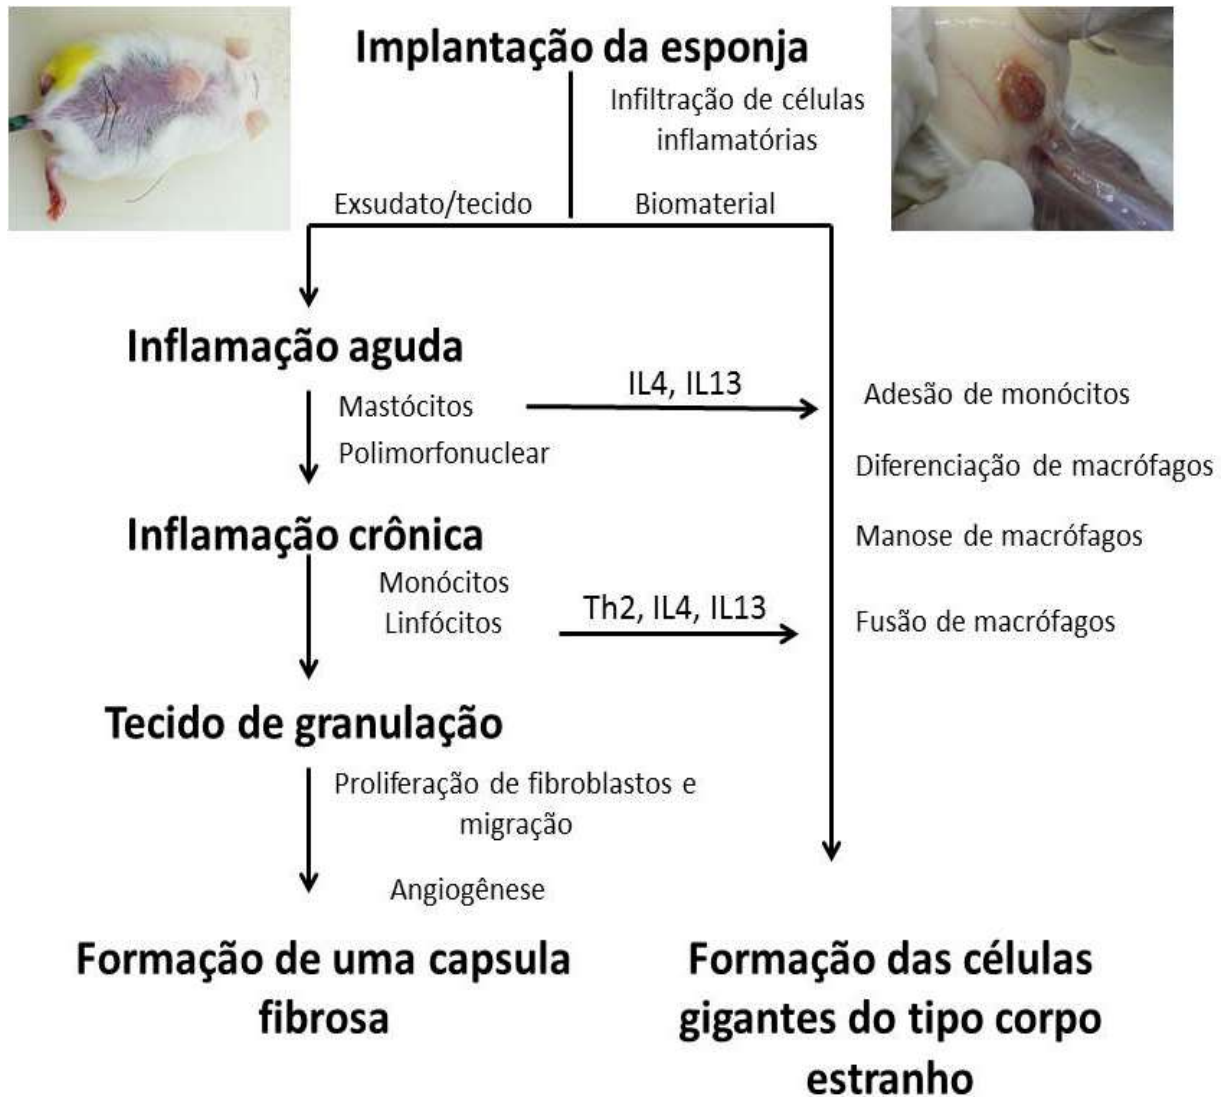 Implantação da esponja
Infiltração de células
inflamatórias
Exsudato/tecido
Biomaterial
Inflamação aguda
Mastócitos
Polimorfonuclear
IL4, IL13
Adesão de monócitos
Diferenciação de macrófagos
Inflamação crônica
Manose de macrófagos
Monócitos
Linfócitos
Th2, IL4, IL13
Fusão de macrófagos
Tecido de granulação
Proliferação de fibroblastos e
migração
Angiogênese
Formação de uma capsula
fibrosa
Formação das células
gigantes do tipo corpo
estranho